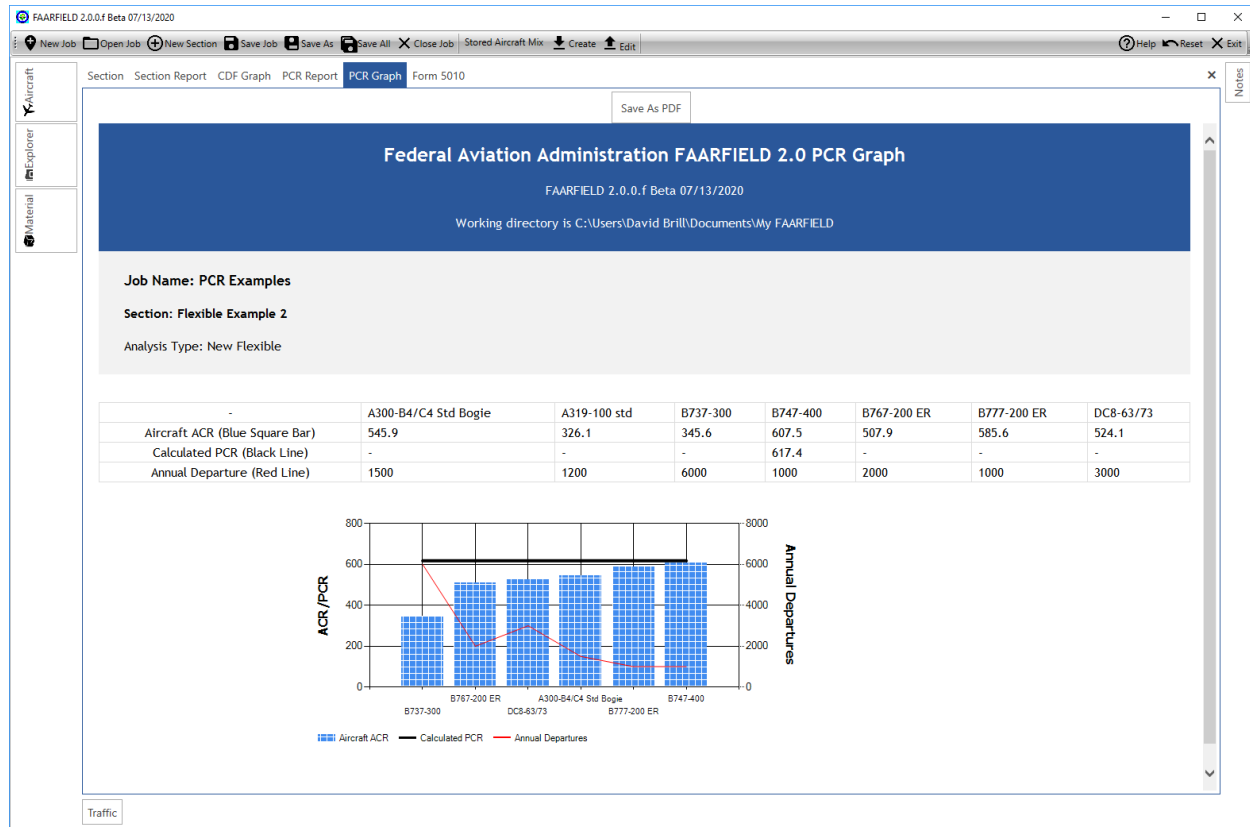 FAARFIELD 2.0.0.f Beta 07/13/2020
New Job Open Job New Section Save Job Save As Save All Close Job Stored Aircraft Mix Create Edit Help Reset Exit
Aircraft
Explorer
Material
Notes
Section Section Report CDF Graph PCR Report PCR Graph Form 5010
Save As PDF
Federal Aviation Administration FAARFIELD 2.0 PCR Graph
FAARFIELD 2.0.0.f Beta 07/13/2020
Working directory is C:\Users\David Brill\Documents\My FAARFIELD
Job Name: PCR Examples
Section: Flexible Example 2
Analysis Type: New Flexible
- A300-B4/C4 Std Bogie A319-100 std B737-300 B747-400 B767-200 ER B777-200 ER DC8-63/73
Aircraft ACR (Blue Square Bar) 545.9 326.1 345.6 607.5 507.9 585.6 524.1
Calculated PCR (Black Line) - - - 617.4 - - -
Annual Departure (Red Line) 1500 1200 6000 1000 2000 1000 3000
800 8000
600 6000
400 4000
200 2000
0 0
ACR/PCR
Annual Departures
B767-200 ER A300-B4/C4 Std Bogie B747-400
B737-300 DC8-63/73 B777-200 ER
Aircraft ACR Calculated PCR Annual Departures
Traffic